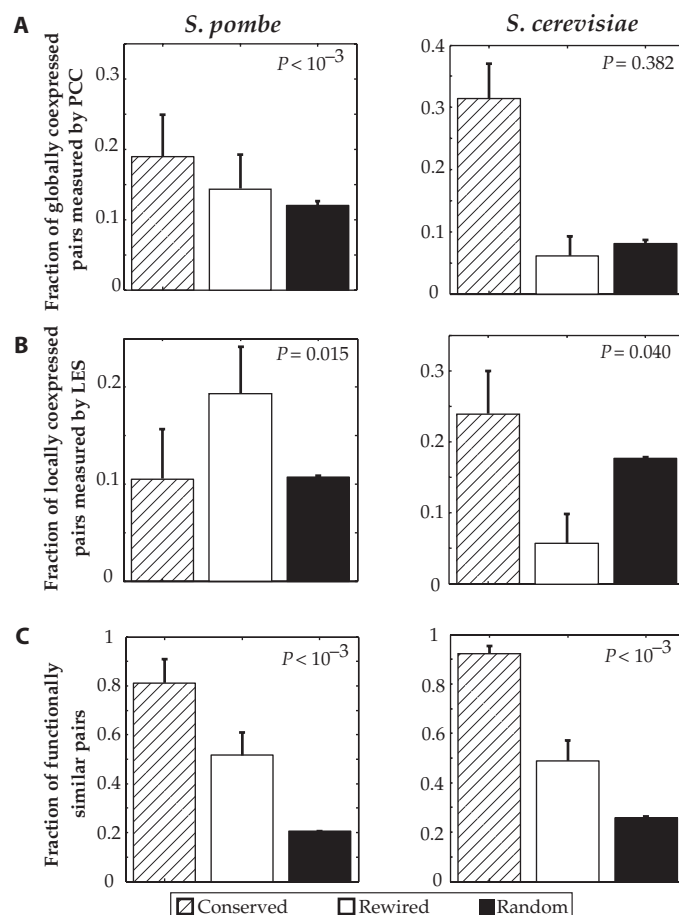 S. pombe
S. cerevisiae
A
Fraction of globally coexpressed
pairs measured by PCC
0.3
0.2
0.1
0
P < 10⁻³
0.4
0.3
0.2
0.1
0
P = 0.382
B
Fraction of locally coexpressed
pairs measured by LES
0.2
0.1
0
P = 0.015
0.3
0.2
0.1
0
P = 0.040
C
Fraction of functionally
similar pairs
1
0.8
0.6
0.4
0.2
0
P < 10⁻³
1
0.8
0.6
0.4
0.2
0
P < 10⁻³
Conserved Rewired Random